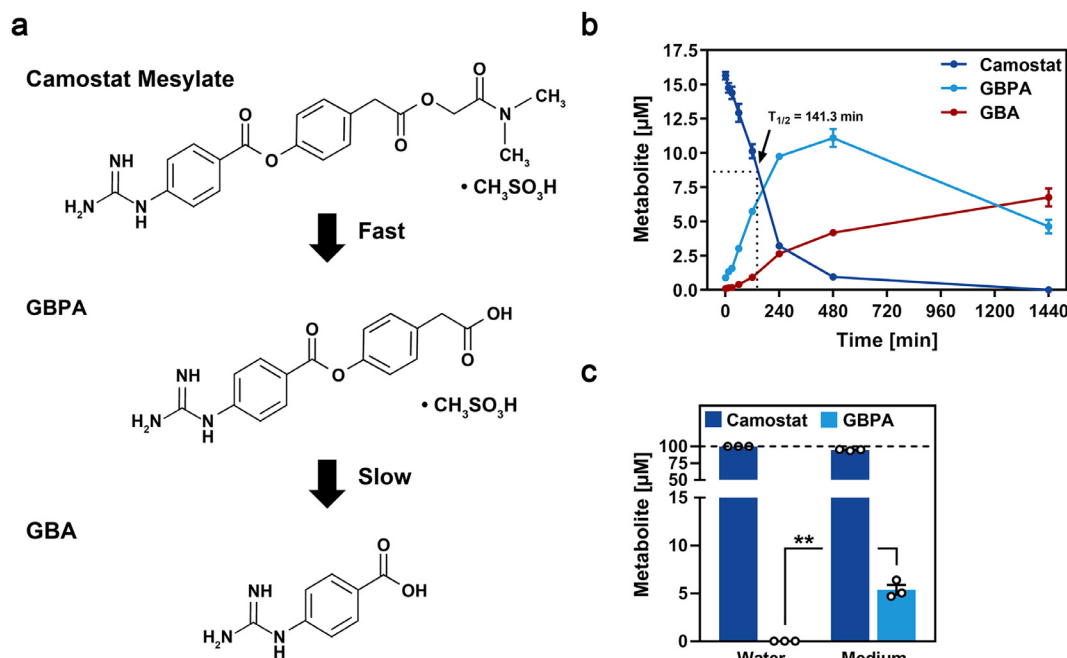 a
Camostat Mesylate
O
O
O
O
O
N
CH₃
CH₃
NH
H₂N
N
H
• CH₃SO₃H
Fast
GBPA
O
O
OH
O
NH
H₂N
N
H
• CH₃SO₃H
Slow
GBA
O
OH
NH
H₂N
N
H
b
Metabolite [µM]
17.5
15.0
12.5
10.0
7.5
5.0
2.5
0.0
Camostat
GBPA
GBA
T₁/₂ = 141.3 min
0 240 480 720 960 1200 1440
Time [min]
c
Camostat GBPA
Metabolite [µM]
100
75
50
15
10
5
0
**
Water Medium